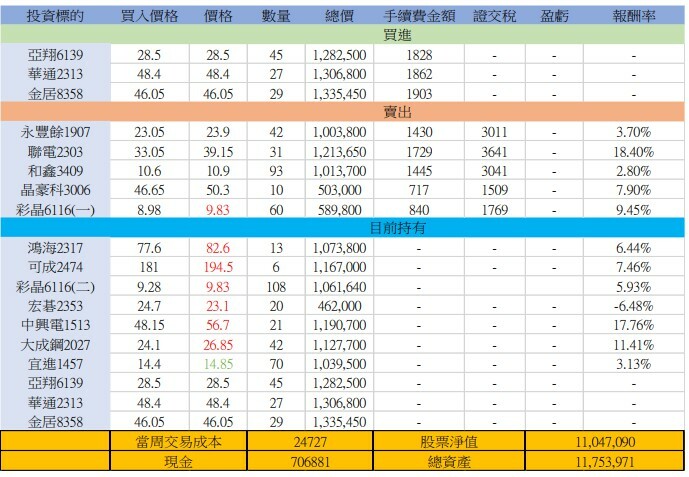 投資標的 買入價格 價格 數量 總價 手續費金額 證交稅 盈虧 報酬率
買進
亞翔6139 28.5 28.5 45 1,282,500 1828 - - -
華通2313 48.4 48.4 27 1,306,800 1862 - - -
金居8358 46.05 46.05 29 1,335,450 1903 - - -
賣出
永豐餘1907 23.05 23.9 42 1,003,800 1430 3011 - 3.70%
聯電2303 33.05 39.15 31 1,213,650 1729 3641 - 18.40%
和鑫3409 10.6 10.9 93 1,013,700 1445 3041 - 2.80%
晶豪科3006 46.65 50.3 10 503,000 717 1509 - 7.90%
彩晶6116(一) 8.98 9.83 60 589,800 840 1769 - 9.45%
目前持有
鴻海2317 77.6 82.6 13 1,073,800 - - - 6.44%
可成2474 181 194.5 6 1,167,000 - - - 7.46%
彩晶6116(二) 9.28 9.83 108 1,061,640 - - - 5.93%
宏碁2353 24.7 23.1 20 462,000 - - - -6.48%
中興電1513 48.15 56.7 21 1,190,700 - - - 17.76%
大成鋼2027 24.1 26.85 42 1,127,700 - - - 11.41%
宜進1457 14.4 14.85 70 1,039,500 - - - 3.13%
亞翔6139 28.5 28.5 45 1,282,500 - - - -
華通2313 48.4 48.4 27 1,306,800 - - - -
金居8358 46.05 46.05 29 1,335,450 - - - -
當周交易成本 24727 股票淨值 11,047,090
現金 706881 總資產 11,753,971